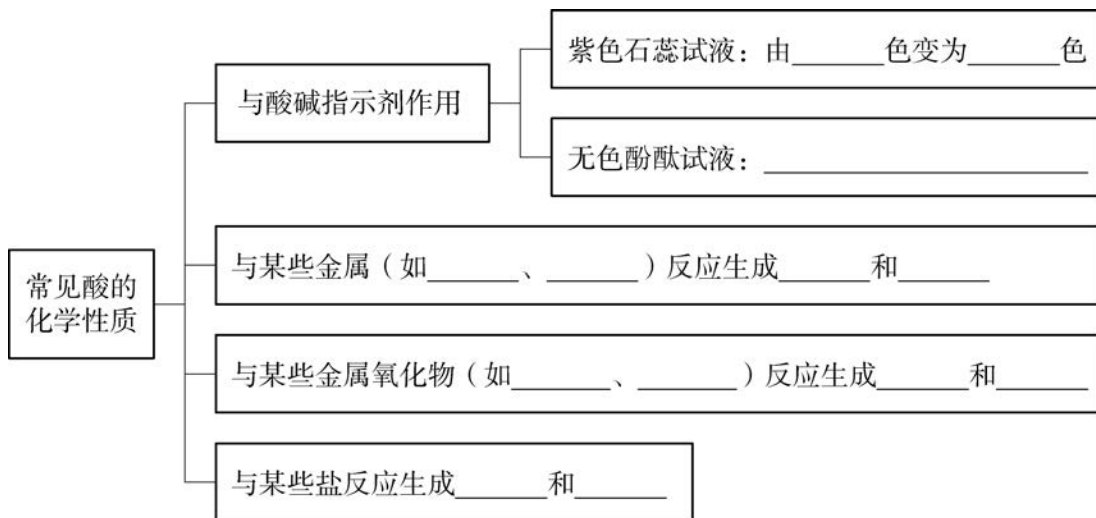 紫色石蕊试液：由______色变为______色
与酸碱指示剂作用
无色酚酞试液：____________________
与某些金属（如______、______）反应生成______和______
常见酸的
化学性质
与某些金属氧化物（如______、______）反应生成______和______
与某些盐反应生成______和______